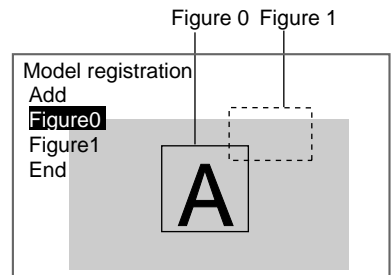 Figure 0 Figure 1
Model registration
Add
Figure0
Figure1
End
A